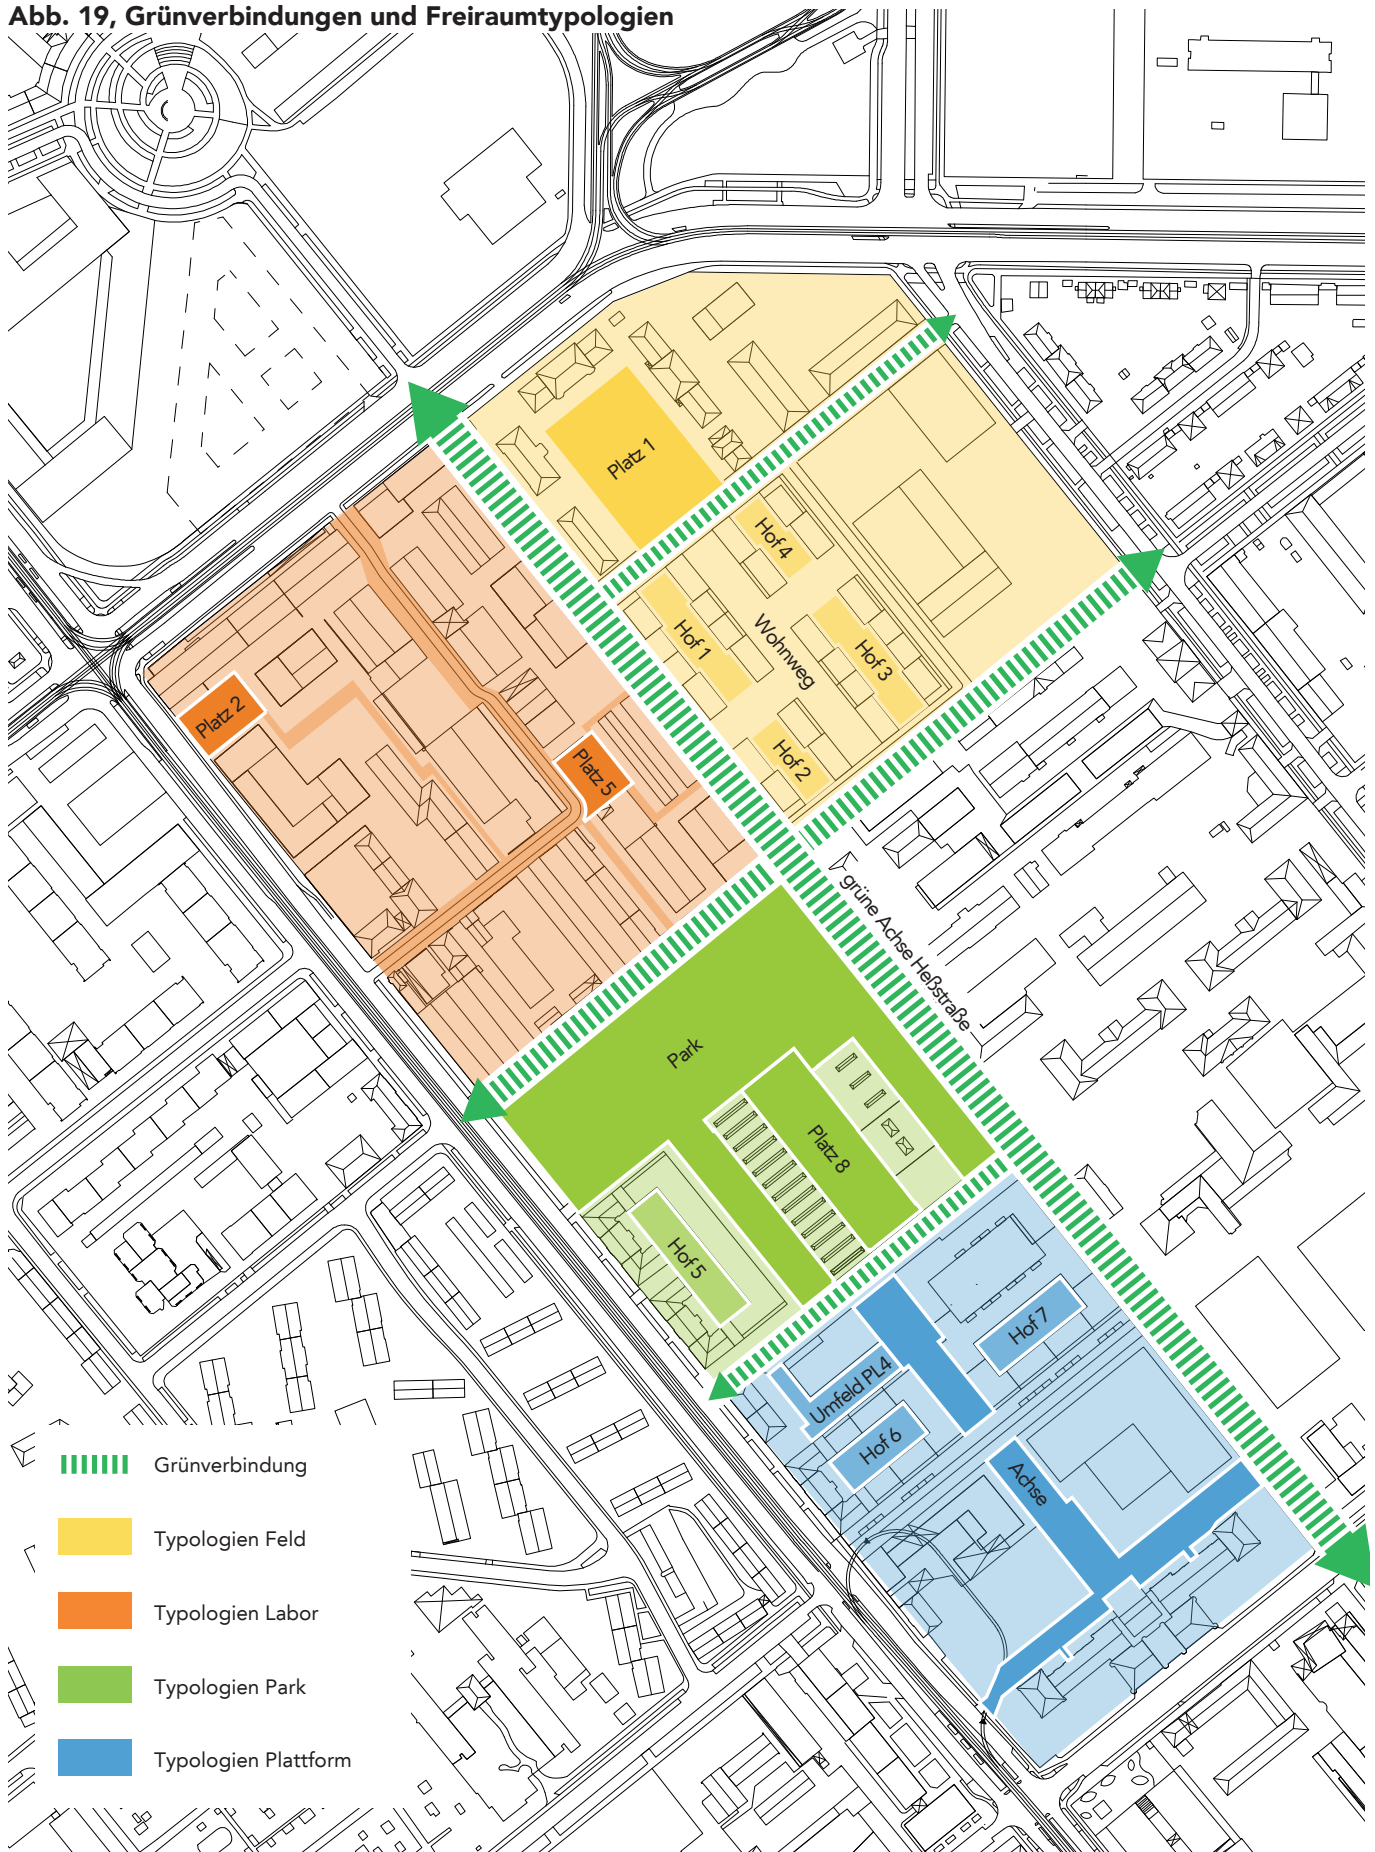 Abb. 19, Grünverbindungen und Freiraumtypologien
Platz 1
Hof 4
Hof 1
Wohnweg
Hof 3
Platz 2
Hof 2
Platz 5
grüne Achse Heßstraße
Park
Platz 8
Hof 5
Hof 7
Umfeld PL4
Hof 6
Achse
Grünverbindung
Typologien Feld
Typologien Labor
Typologien Park
Typologien Plattform